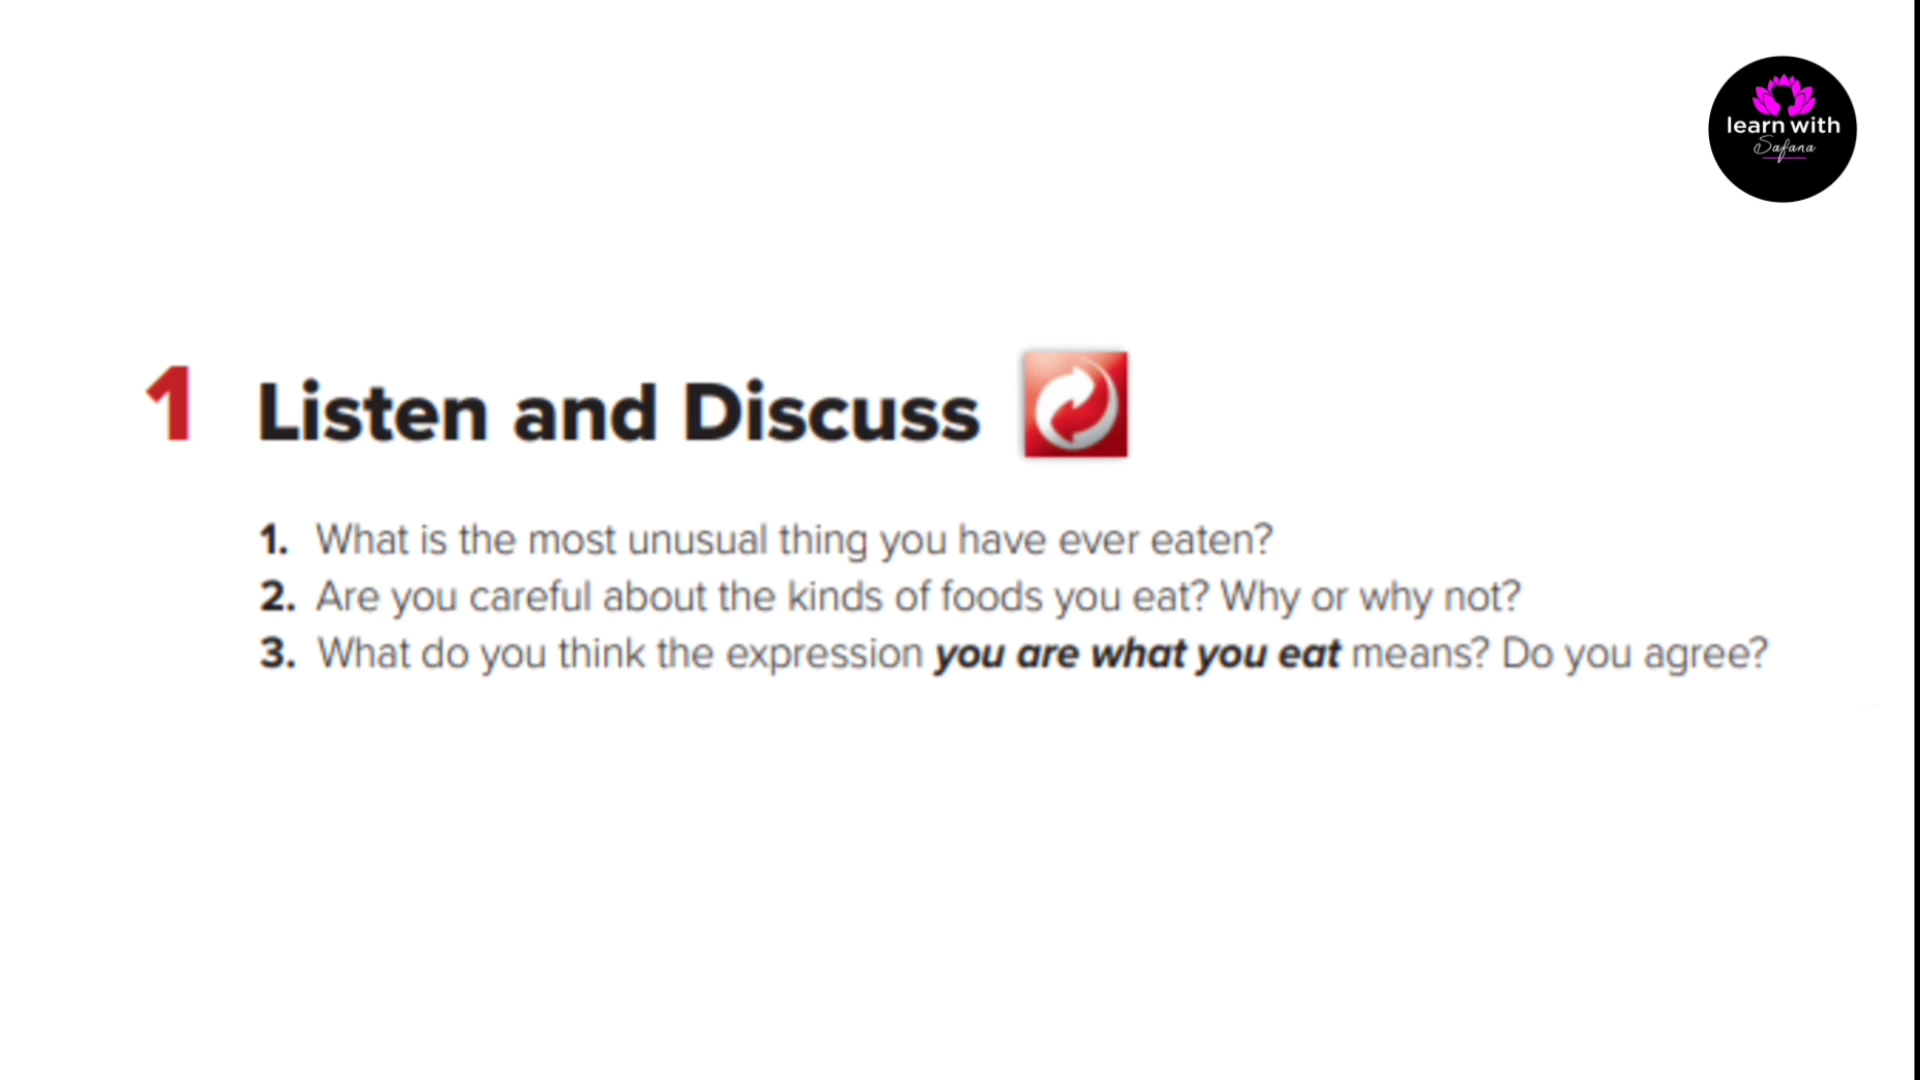 learn with
Safana
1 Listen and Discuss
1. What is the most unusual thing you have ever eaten?
2. Are you careful about the kinds of foods you eat? Why or why not?
3. What do you think the expression you are what you eat means? Do you agree?